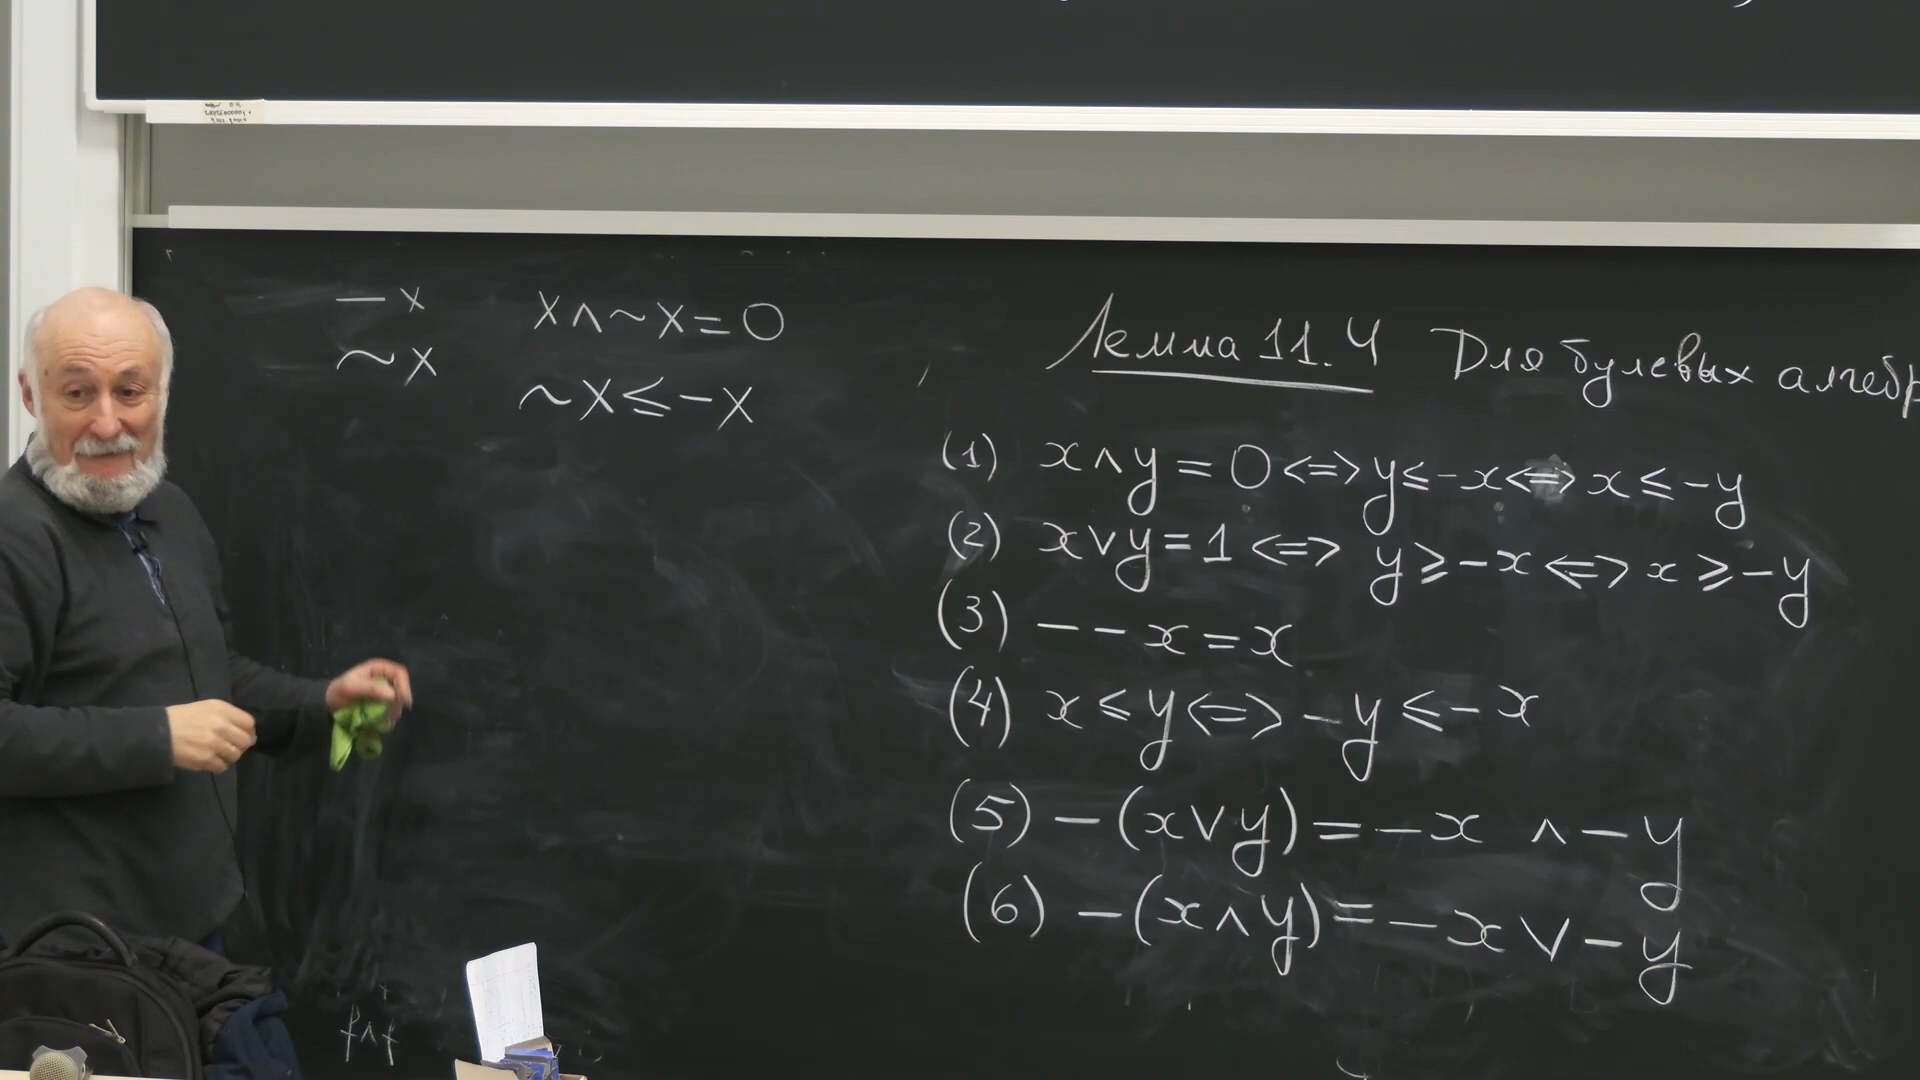 — x
~ x
x∧~x=0
~x≤-x
Лемма 11.4 Для булевых алгебр
(1) x∧y=0<=>y≤-x<=>x≤-y
(2) x∨y=1<=>y≥-x<=>x≥-y
(3) --x=x
(4) x≤y<=>-y≤-x
(5) -(x∨y)=-x ∧-y
(6) -(x∧y)=-x∨-y